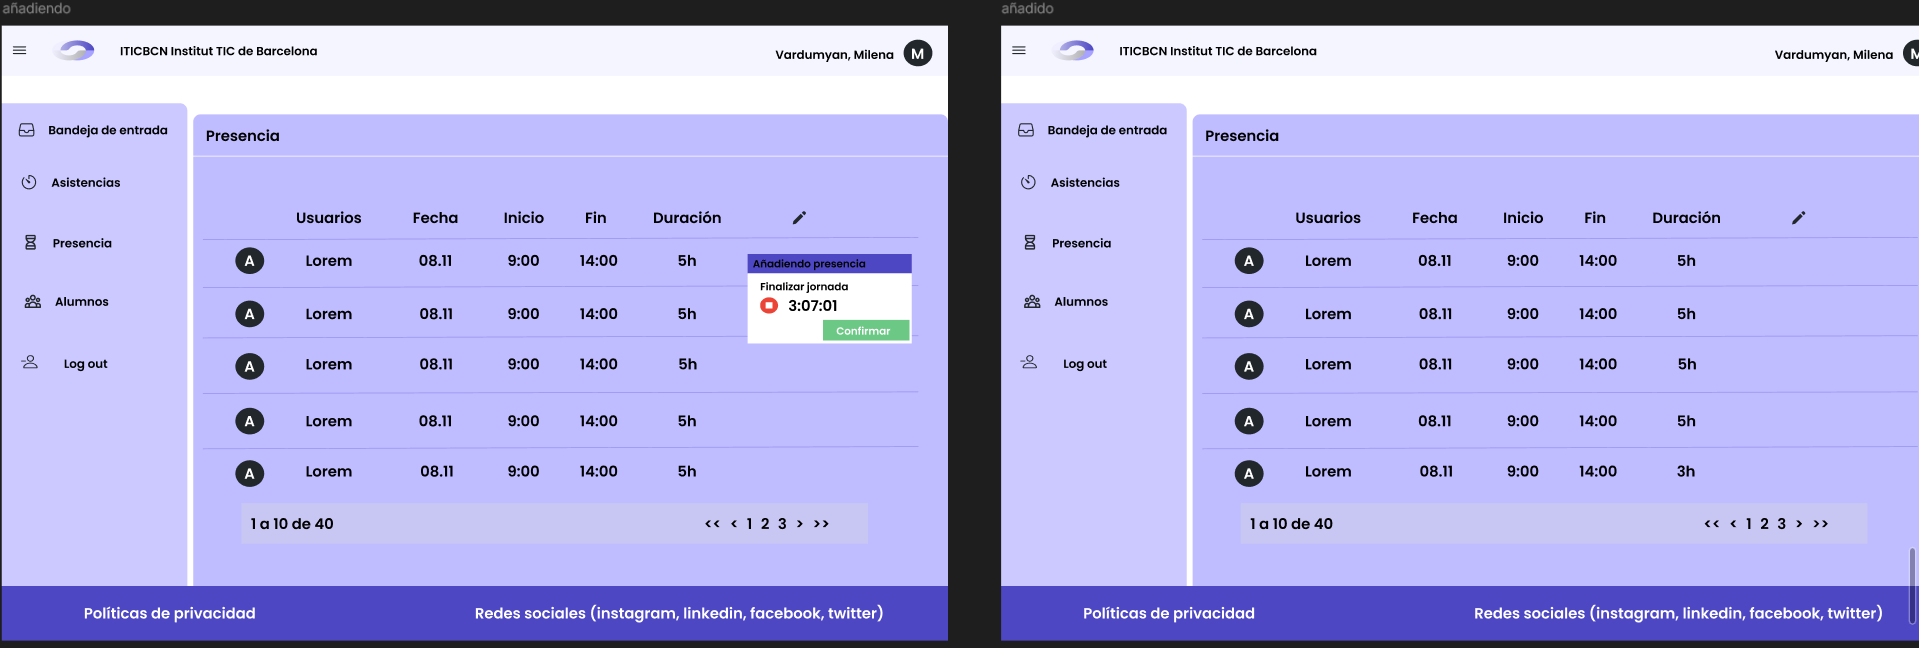 añadiendo
ITICBCN Institut TIC de Barcelona
Vardumyan, Milena M
Bandeja de entrada
Asistencias
Presencia
Alumnos
Log out
Presencia
Usuarios Fecha Inicio Fin Duración
A Lorem 08.11 9:00 14:00 5h
A Lorem 08.11 9:00 14:00 5h
A Lorem 08.11 9:00 14:00 5h
A Lorem 08.11 9:00 14:00 5h
A Lorem 08.11 9:00 14:00 5h
Añadiendo presencia
Finalizar jornada
3:07:01
Confirmar
1 a 10 de 40 << < 1 2 3 > >>
Políticas de privacidad Redes sociales (instagram, linkedin, facebook, twitter)
añadido
ITICBCN Institut TIC de Barcelona
Vardumyan, Milena M
Bandeja de entrada
Asistencias
Presencia
Alumnos
Log out
Presencia
Usuarios Fecha Inicio Fin Duración
A Lorem 08.11 9:00 14:00 5h
A Lorem 08.11 9:00 14:00 5h
A Lorem 08.11 9:00 14:00 5h
A Lorem 08.11 9:00 14:00 5h
A Lorem 08.11 9:00 14:00 3h
1 a 10 de 40 << < 1 2 3 > >>
Políticas de privacidad Redes sociales (instagram, linkedin, facebook, twitter)